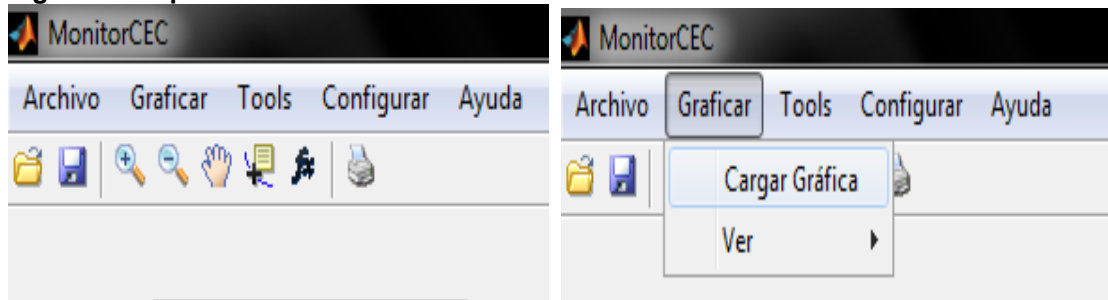 MonitorCEC
Archivo Graficar Tools Configurar Ayuda
MonitorCEC
Archivo Graficar Tools Configurar Ayuda
Cargar Gráfica
Ver